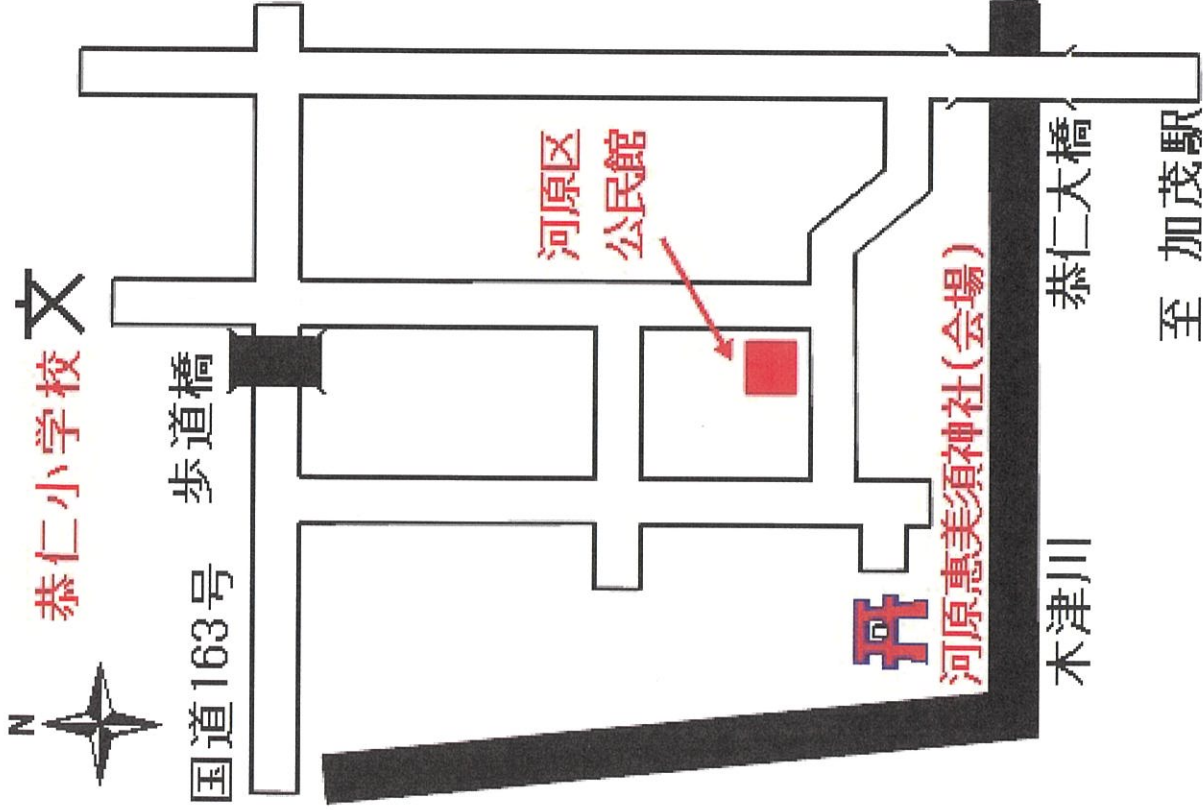 N
恭仁小学校
文
国道163号
歩道橋
河原区
公民館
河原恵美須神社(会場)
木津川
恭仁大橋
至 加茂駅